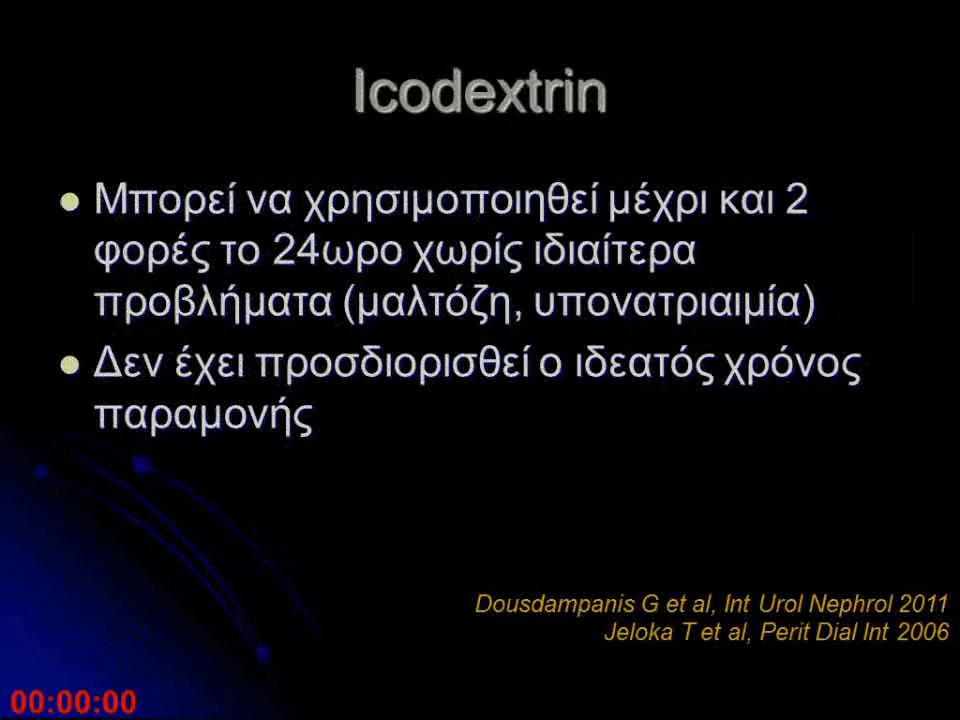 Icodextrin
Μπορεί να χρησιμοποιηθεί μέχρι και 2
φορές το 24ωρο χωρίς ιδιαίτερα
προβλήματα (μαλτόζη, υπονατριαιμία)
Δεν έχει προσδιορισθεί ο ιδεατός χρόνος
παραμονής
Dousdampanis G et al, Int Urol Nephrol 2011
Jeloka T et al, Perit Dial Int 2006
00:00:00